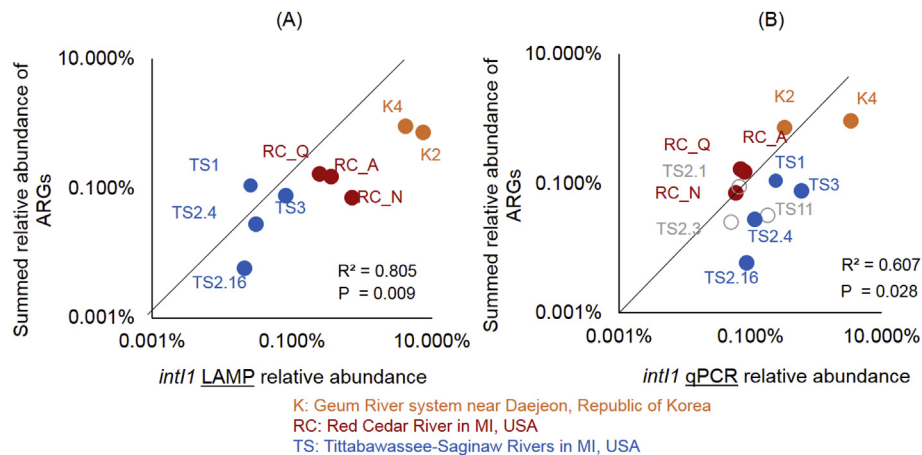 (A)
(B)
Summed relative abundance of
ARGs
10.000%
0.100%
0.001%
K4
K2
RC_Q
RC_A
RC_N
TS1
TS3
TS2.4
TS2.16
R² = 0.805
P = 0.009
0.001%
0.100%
10.000%
intI1 LAMP relative abundance
Summed relative abundance of
ARGs
10.000%
0.100%
0.001%
K2
K4
RC_Q
RC_A
TS2.1
TS1
RC_N
TS3
TS11
TS2.3
TS2.4
TS2.16
R² = 0.607
P = 0.028
0.001%
0.100%
10.000%
intI1 qPCR relative abundance
K: Geum River system near Daejeon, Republic of Korea
RC: Red Cedar River in MI, USA
TS: Tittabawassee-Saginaw Rivers in MI, USA